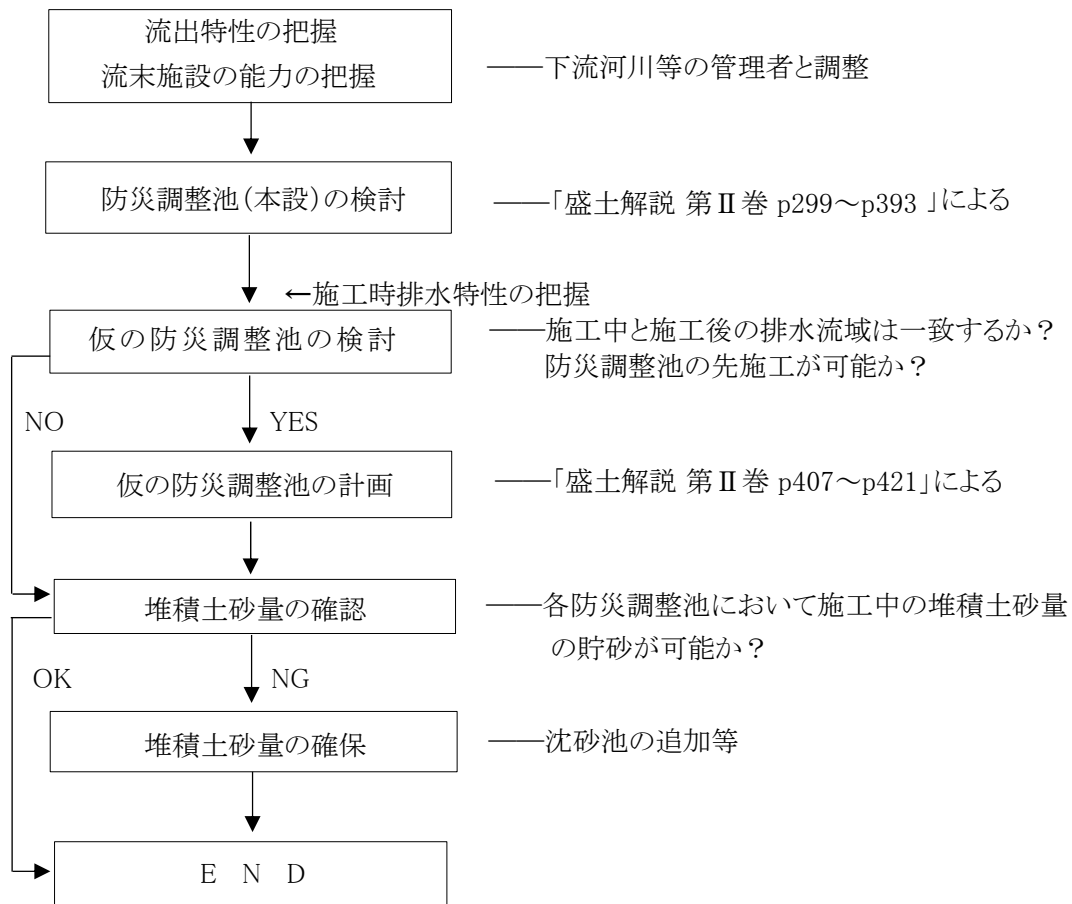 流出特性の把握
流末施設の能力の把握
──下流河川等の管理者と調整
防災調整池（本設）の検討
──「盛土解説 第Ⅱ巻 p299～p393 」による
←施工時排水特性の把握
仮の防災調整池の検討
──施工中と施工後の排水流域は一致するか？
防災調整池の先施工が可能か？
NO
YES
仮の防災調整池の計画
──「盛土解説 第Ⅱ巻 p407～p421」による
堆積土砂量の確認
──各防災調整池において施工中の堆積土砂量
の貯砂が可能か？
OK
NG
堆積土砂量の確保
──沈砂池の追加等
E N D